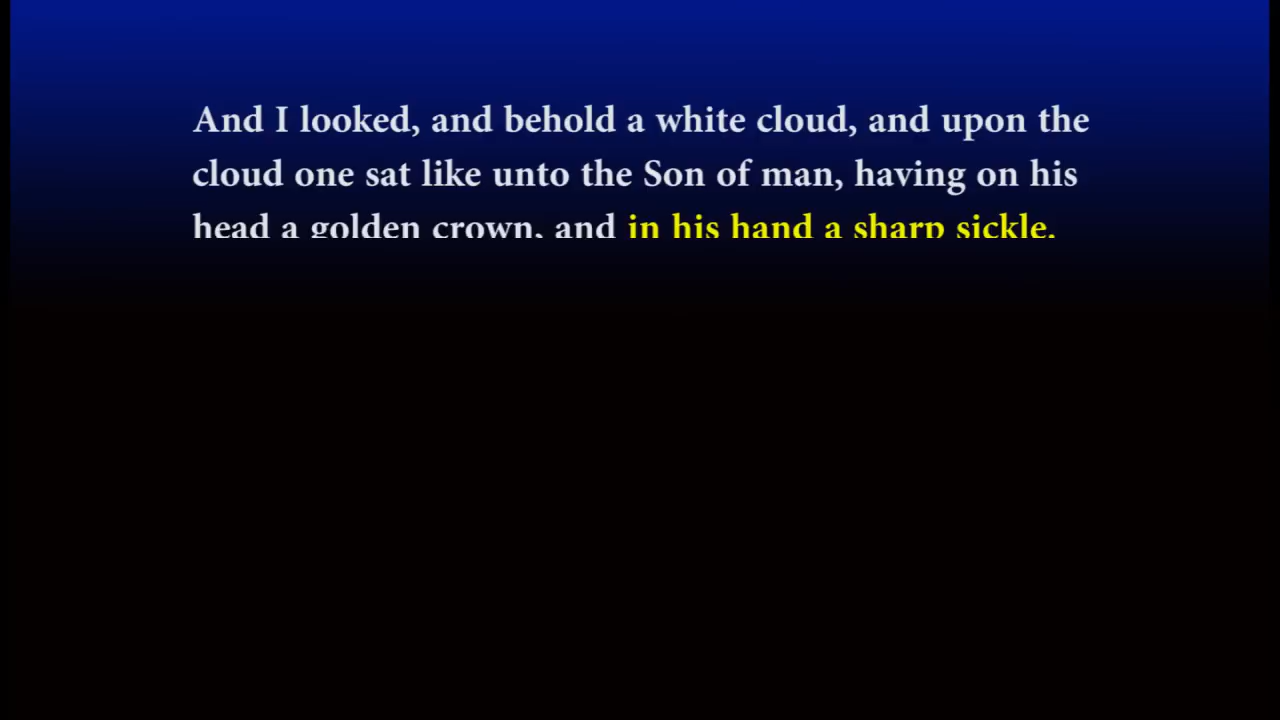 And I looked, and behold a white cloud, and upon the
cloud one sat like unto the Son of man, having on his
head a golden crown, and in his hand a sharp sickle.